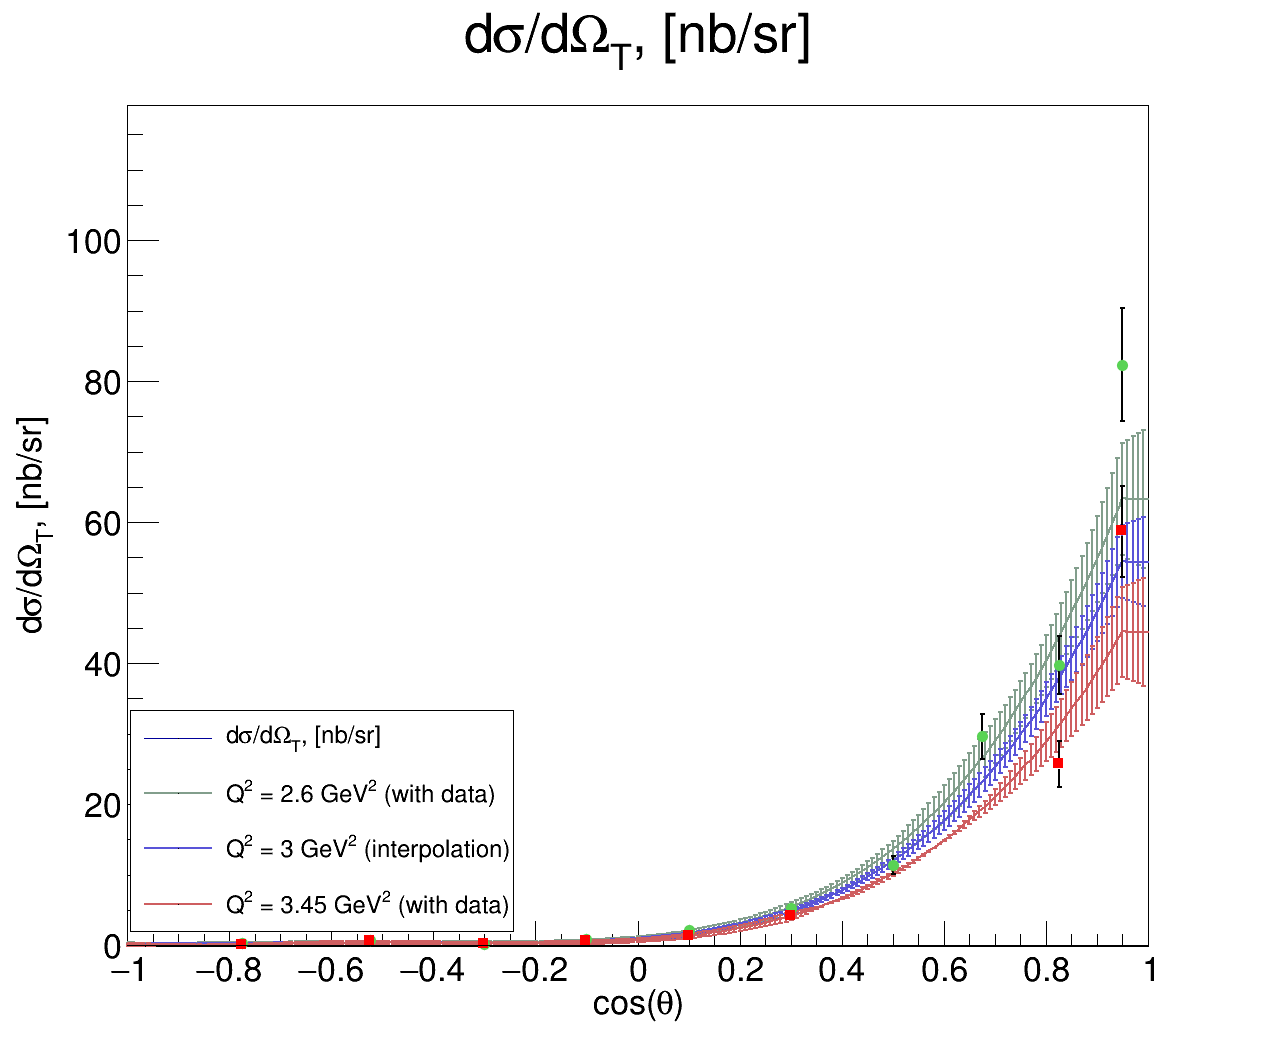 dσ/dΩT, [nb/sr]
dσ/dΩT, [nb/sr]
100
80
60
40
20
0
dσ/dΩT, [nb/sr]
Q2 = 2.6 GeV2 (with data)
Q2 = 3 GeV2 (interpolation)
Q2 = 3.45 GeV2 (with data)
−1 −0.8 −0.6 −0.4 −0.2 0 0.2 0.4 0.6 0.8 1
cos(θ)